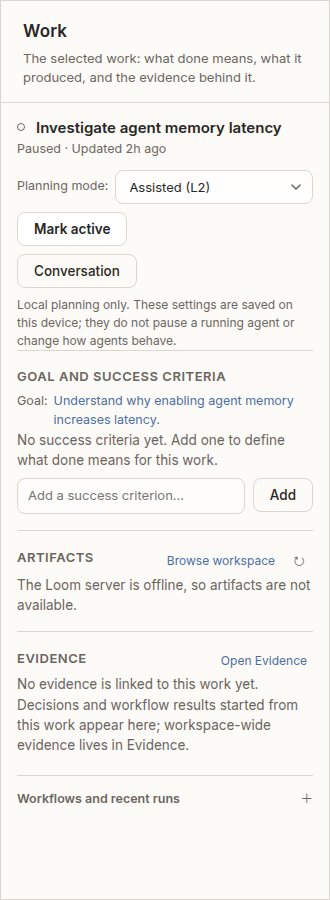 Work
The selected work: what done means, what it
produced, and the evidence behind it.
Investigate agent memory latency
Paused · Updated 2h ago
Planning mode: Assisted (L2)
Mark active
Conversation
Local planning only. These settings are saved on
this device; they do not pause a running agent or
change how agents behave.
GOAL AND SUCCESS CRITERIA
Goal: Understand why enabling agent memory
increases latency.
No success criteria yet. Add one to define
what done means for this work.
Add a success criterion... Add
ARTIFACTS Browse workspace
The Loom server is offline, so artifacts are not
available.
EVIDENCE Open Evidence
No evidence is linked to this work yet.
Decisions and workflow results started from
this work appear here; workspace-wide
evidence lives in Evidence.
Workflows and recent runs +